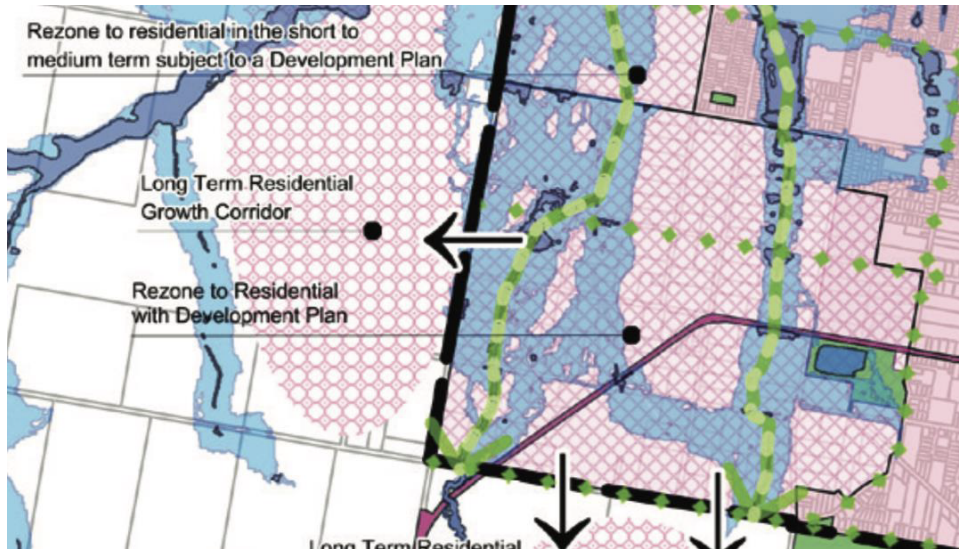 Rezone to residential in the short to
medium term subject to a Development Plan
Long Term Residential
Growth Corridor
Rezone to Residential
with Development Plan
Long Term Residential